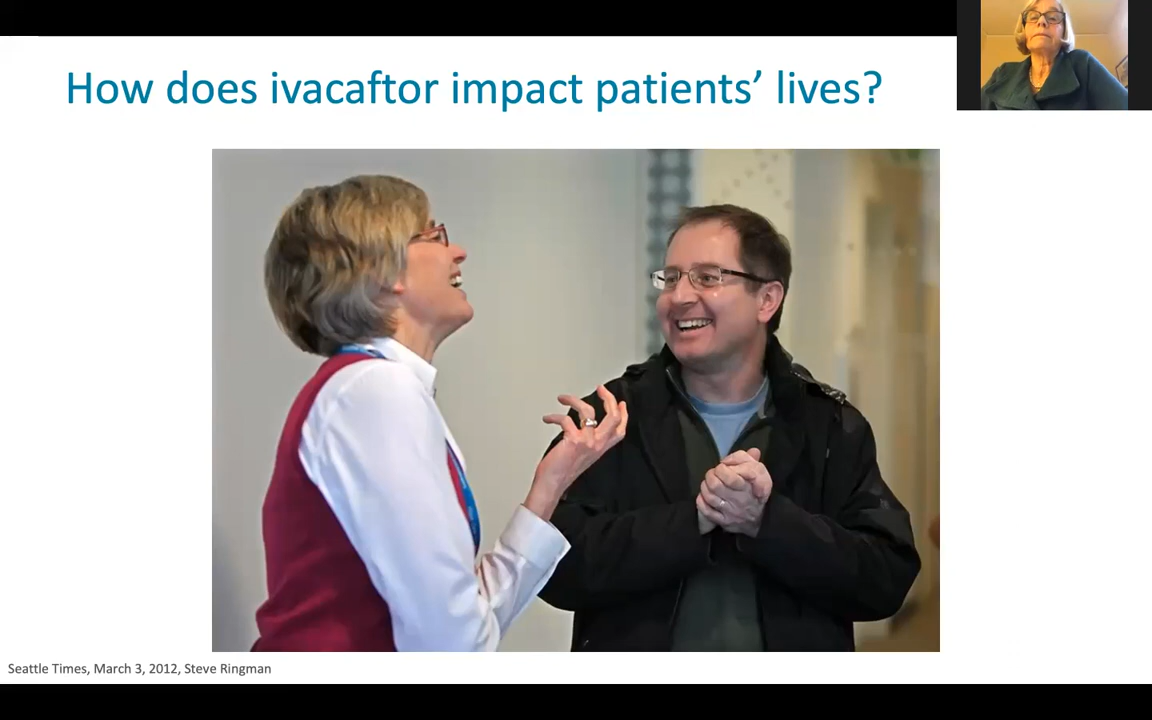 How does ivacaftor impact patients’ lives?
Seattle Times, March 3, 2012, Steve Ringman